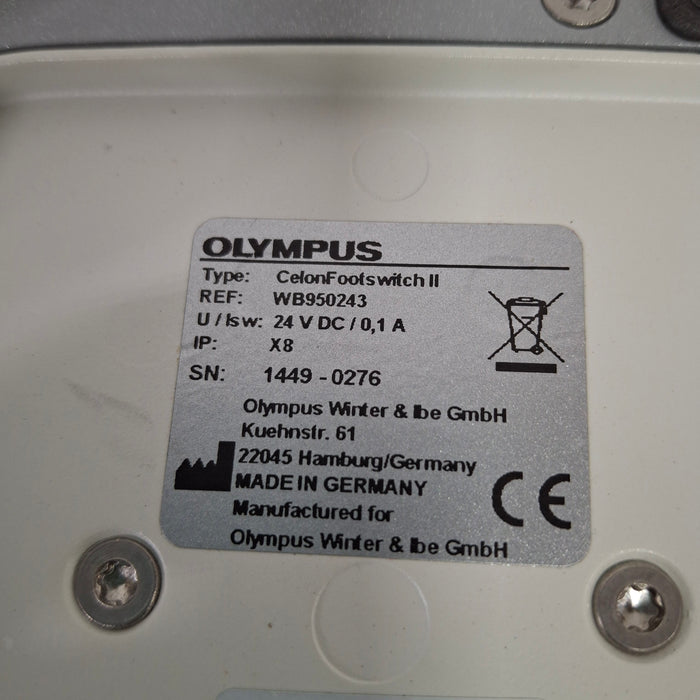 OLYMPUS
Type: CelonFootswitch II
REF: WB950243
U / Isw: 24 V DC / 0,1 A
IP: X8
SN: 1449 - 0276
Olympus Winter & Ibe GmbH
Kuehnstr. 61
22045 Hamburg/Germany
MADE IN GERMANY
Manufactured for
Olympus Winter & Ibe GmbH
CE